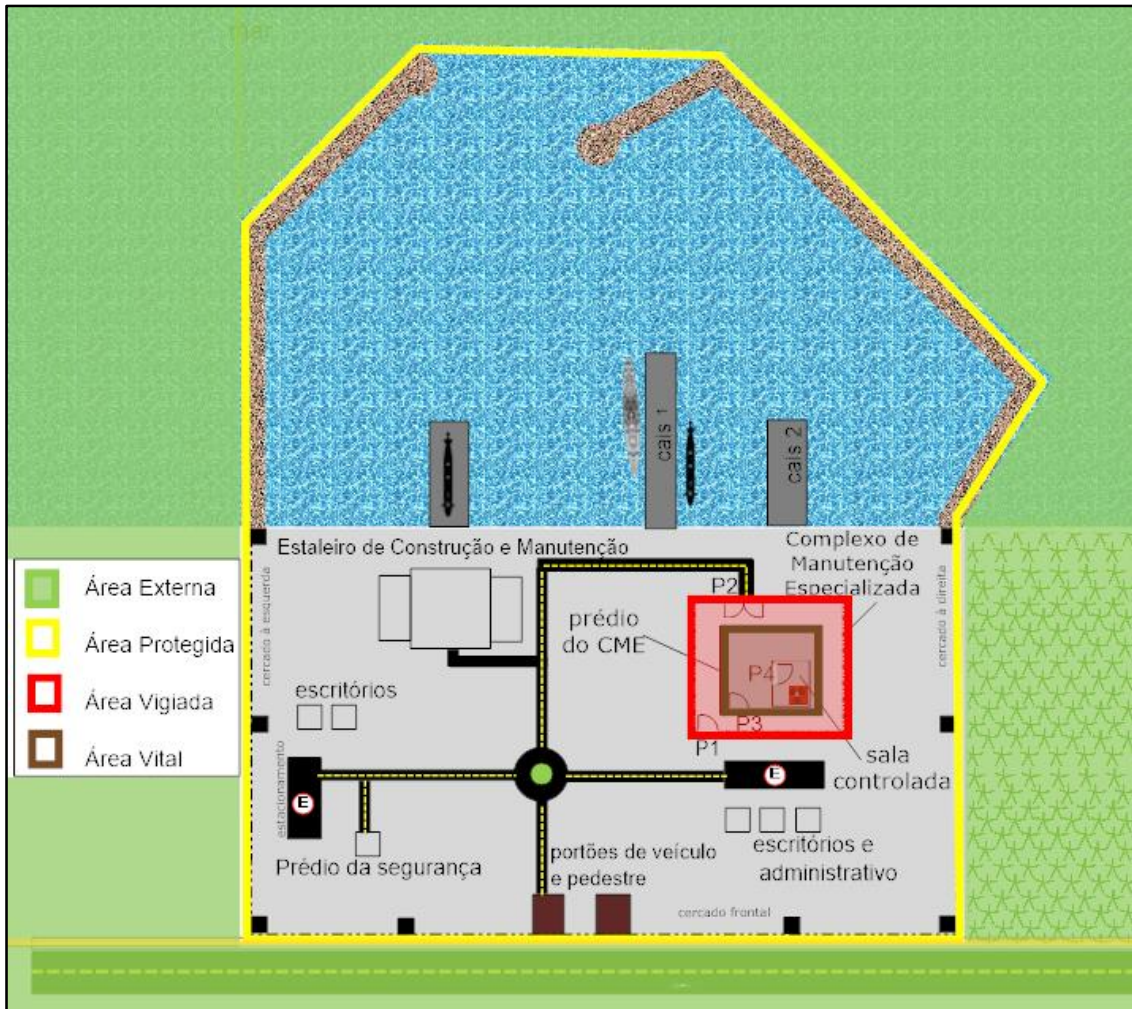 mar
cais 1
cais 2
Estaleiro de Construção e Manutenção
Complexo de
Manutenção
Especializada
Área Externa
Área Protegida
Área Vigiada
Área Vital
cercado à esquerda
cercado à direita
P2
prédio
do CME
P4
P3
P1
sala
controlada
escritórios
estacionamento
E
E
Prédio da segurança
portões de veículo
e pedestre
escritórios e
administrativo
cercado frontal